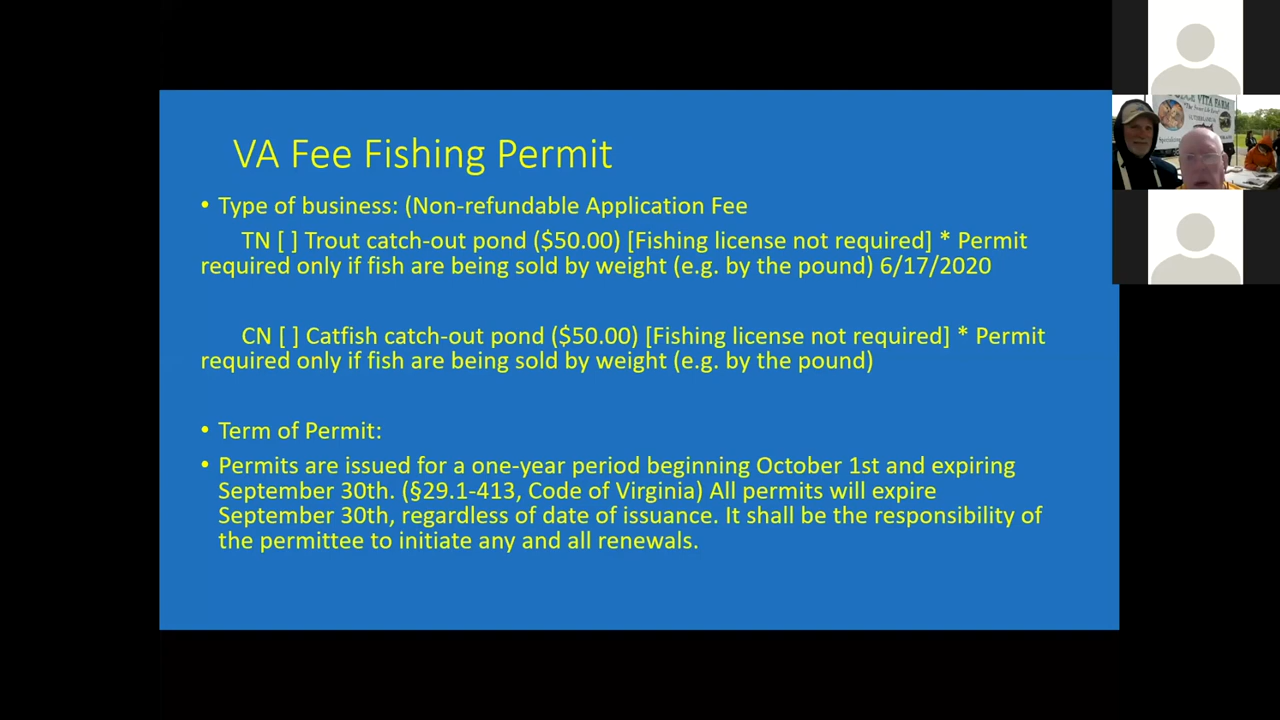 VA Fee Fishing Permit
• Type of business: (Non-refundable Application Fee
TN [ ] Trout catch-out pond ($50.00) [Fishing license not required] * Permit
required only if fish are being sold by weight (e.g. by the pound) 6/17/2020
CN [ ] Catfish catch-out pond ($50.00) [Fishing license not required] * Permit
required only if fish are being sold by weight (e.g. by the pound)
• Term of Permit:
• Permits are issued for a one-year period beginning October 1st and expiring
September 30th. (§29.1-413, Code of Virginia) All permits will expire
September 30th, regardless of date of issuance. It shall be the responsibility of
the permittee to initiate any and all renewals.
VITA FARM